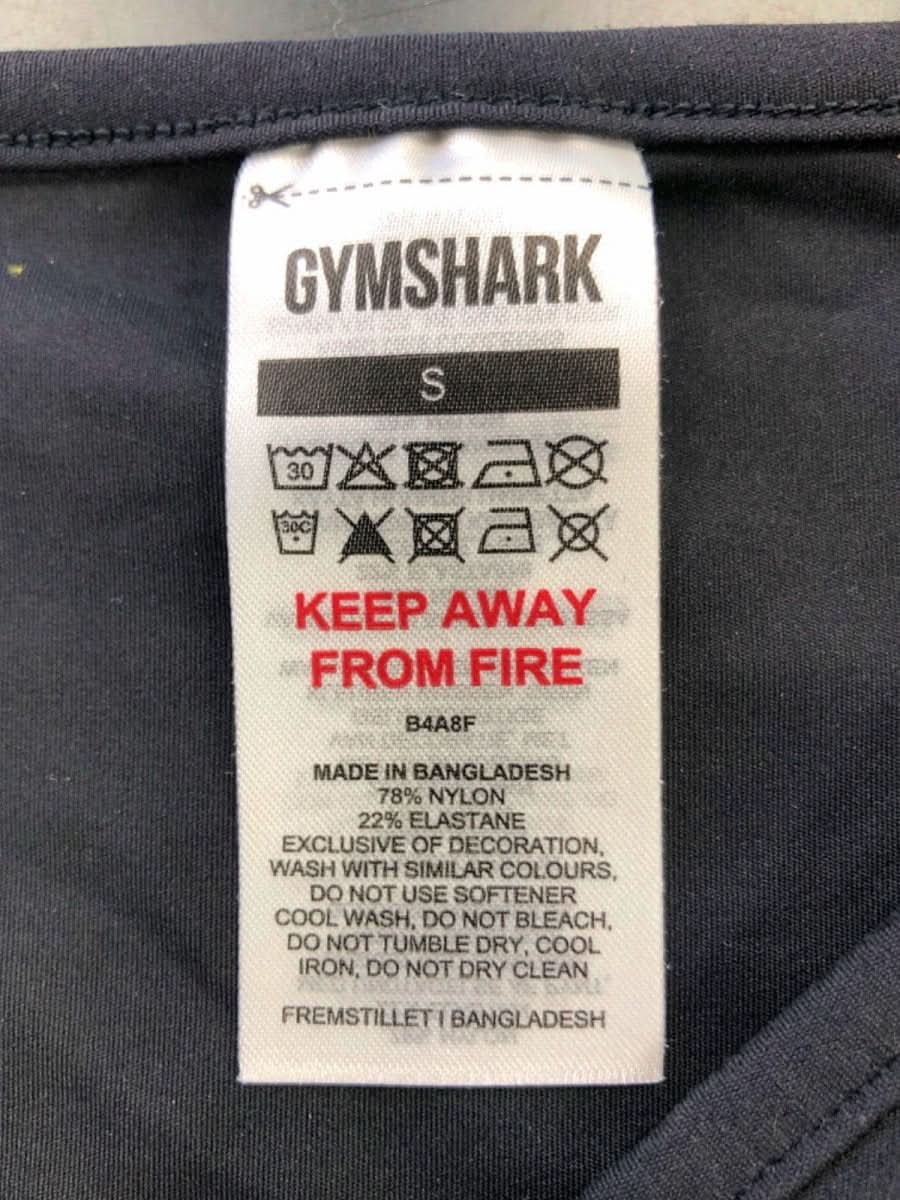 GYMSHARK
S
30
30C
KEEP AWAY
FROM FIRE
B4A8F
MADE IN BANGLADESH
78% NYLON
22% ELASTANE
EXCLUSIVE OF DECORATION,
WASH WITH SIMILAR COLOURS,
DO NOT USE SOFTENER
COOL WASH, DO NOT BLEACH,
DO NOT TUMBLE DRY, COOL
IRON, DO NOT DRY CLEAN
FREMSTILLET I BANGLADESH